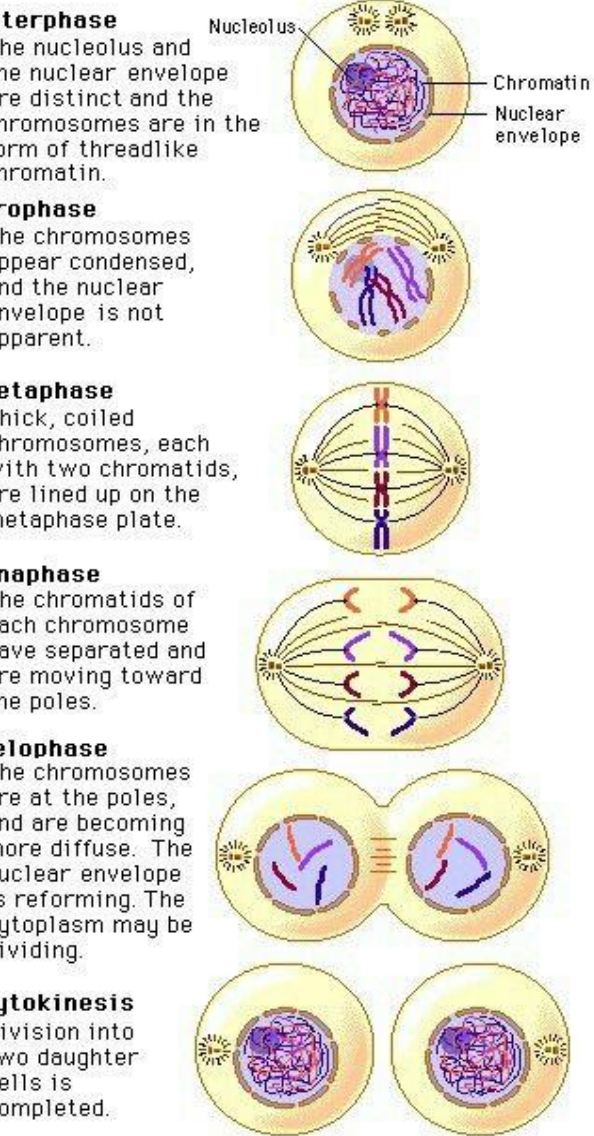 terphase
he nucleolus and
he nuclear envelope
re distinct and the
hromosomes are in the
orm of threadlike
hromatin.
Nucleolus
Chromatin
Nuclear
envelope
rophase
he chromosomes
ppear condensed,
nd the nuclear
nvelope is not
pparent.
etaphase
hick, coiled
hromosomes, each
ith two chromatids,
re lined up on the
etaphase plate.
naphase
he chromatids of
ach chromosome
ave separated and
re moving toward
he poles.
elophase
he chromosomes
re at the poles,
nd are becoming
ore diffuse. The
uclear envelope
s reforming. The
ytoplasm may be
ividing.
ytokinesis
ivision into
wo daughter
ells is
ompleted.